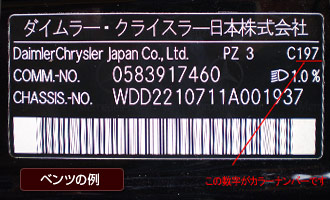 ダイムラー・クライスラー日本株式会社
DaimlerChrysler Japan Co., Ltd. PZ 3 C197
COMM.-NO. 0583917460 1.0 %
CHASSIS.-NO. WDD2210711A001937
ベンツの例
この数字がカラーナンバーです